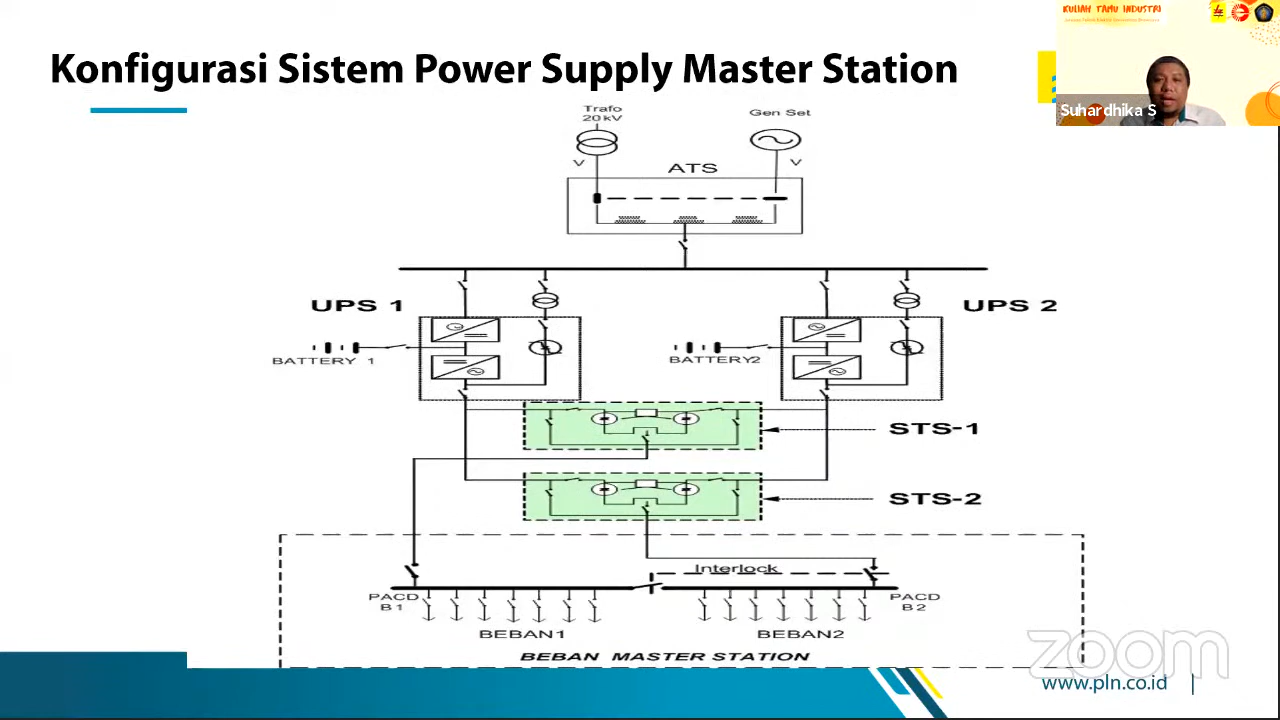 KULIAH TAMU INDUSTRI
Konfigurasi Sistem Power Supply Master Station
Suhardhika S
Trafo
20 kV
Gen Set
V
V
ATS
UPS 1
UPS 2
BATTERY 1
BATTERY2
STS-1
STS-2
Interlock
PACD
B1
PACD
B2
BEBAN1
BEBAN2
BEBAN MASTER STATION
zoom
www.pln.co.id